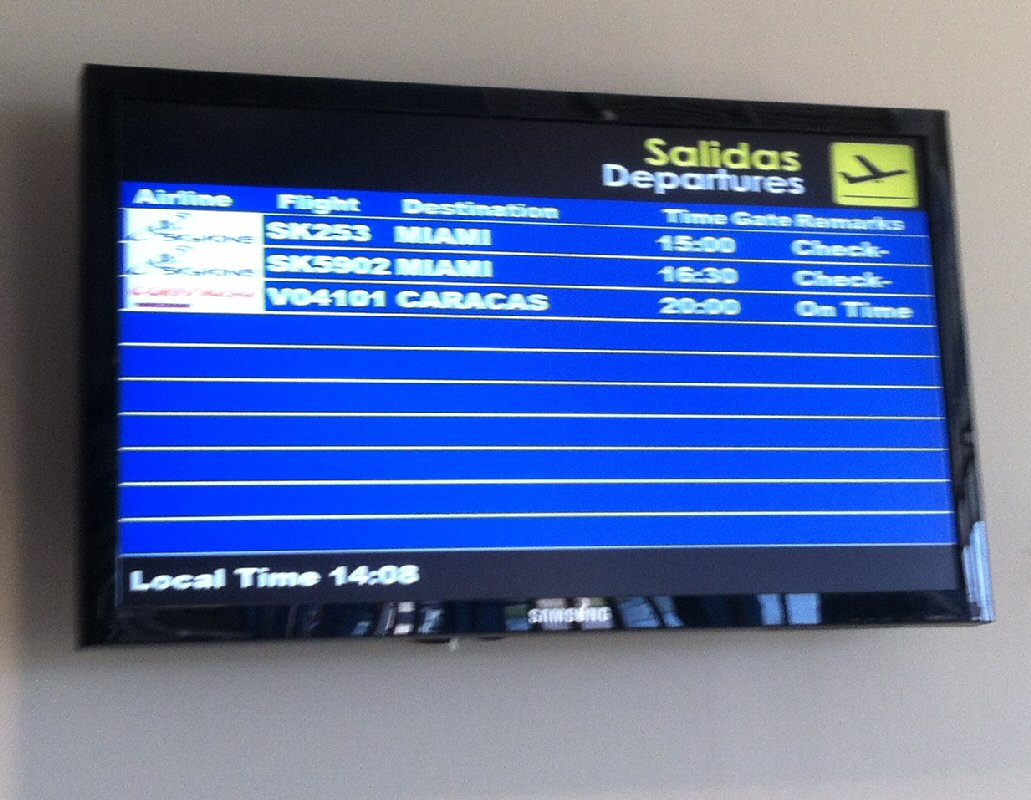 Salidas
Departures
Airline Flight Destination Time Gate Remarks
SK253 MIAMI 15:00 Check-
SK5902 MIAMI 16:30 Check-
V04101 CARACAS 20:00 On Time
Local Time 14:08
SAMSUNG